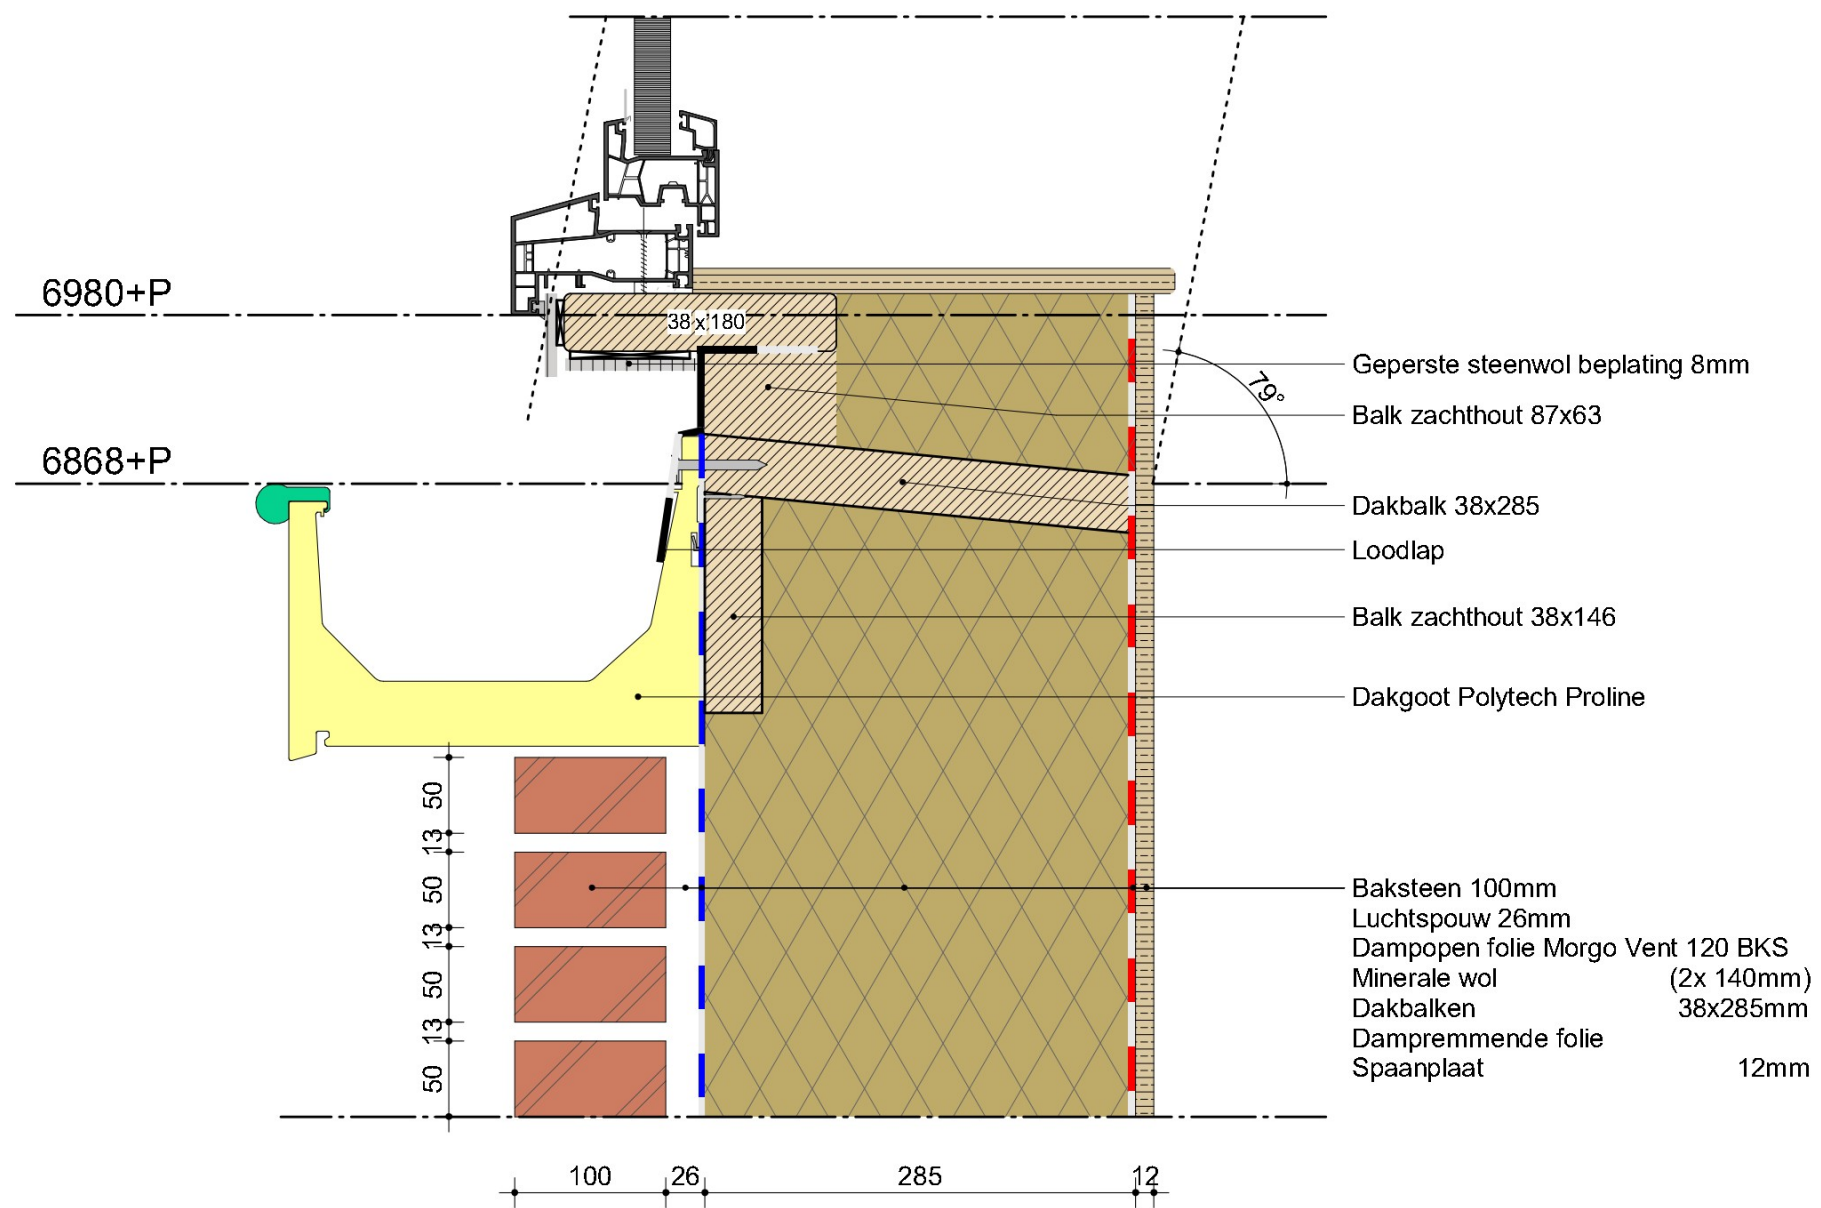 6980+P
38 x 180
Geperste steenwol beplating 8mm
79°
Balk zachthout 87x63
6868+P
Dakbalk 38x285
Loodlap
Balk zachthout 38x146
Dakgoot Polytech Proline
50
13
50
13
50
13
50
Baksteen 100mm
Luchtspouw 26mm
Dampopen folie Morgo Vent 120 BKS
Minerale wol (2x 140mm)
Dakbalken 38x285mm
Dampremmende folie
Spaanplaat 12mm
100 26 285 12